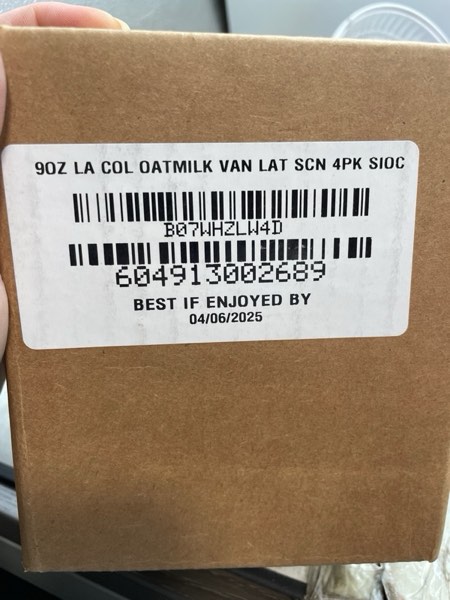 9OZ LA COL OATMILK VAN LAT SCN 4PK SIOC
B07WHZLW4D
604913002689
BEST IF ENJOYED BY
04/06/2025